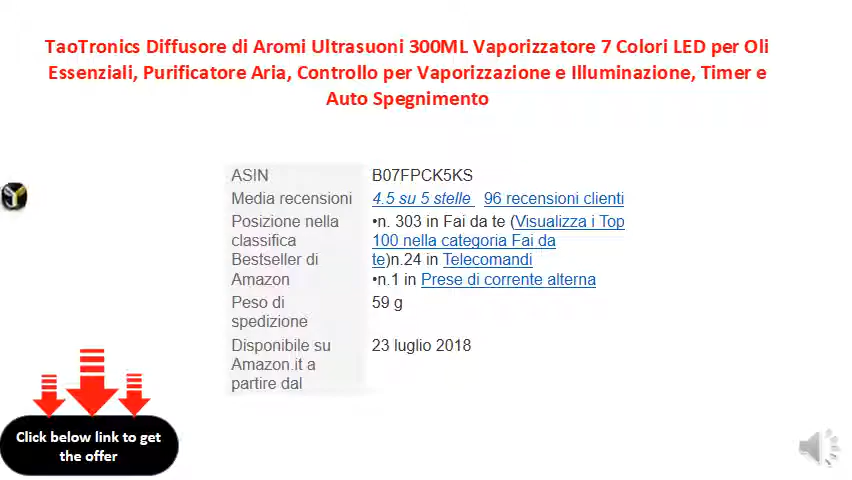 TaoTronics Diffusore di Aromi Ultrasuoni 300ML Vaporizzatore 7 Colori LED per Oli
Essenziali, Purificatore Aria, Controllo per Vaporizzazione e Illuminazione, Timer e
Auto Spegnimento
ASIN B07FPCK5KS
Media recensioni 4.5 su 5 stelle 96 recensioni clienti
Posizione nella •n. 303 in Fai da te (Visualizza i Top
classifica 100 nella categoria Fai da
Bestseller di te)n.24 in Telecomandi
Amazon •n.1 in Prese di corrente alterna
Peso di 59 g
spedizione
Disponibile su 23 luglio 2018
Amazon.it a
partire dal
Click below link to get
the offer